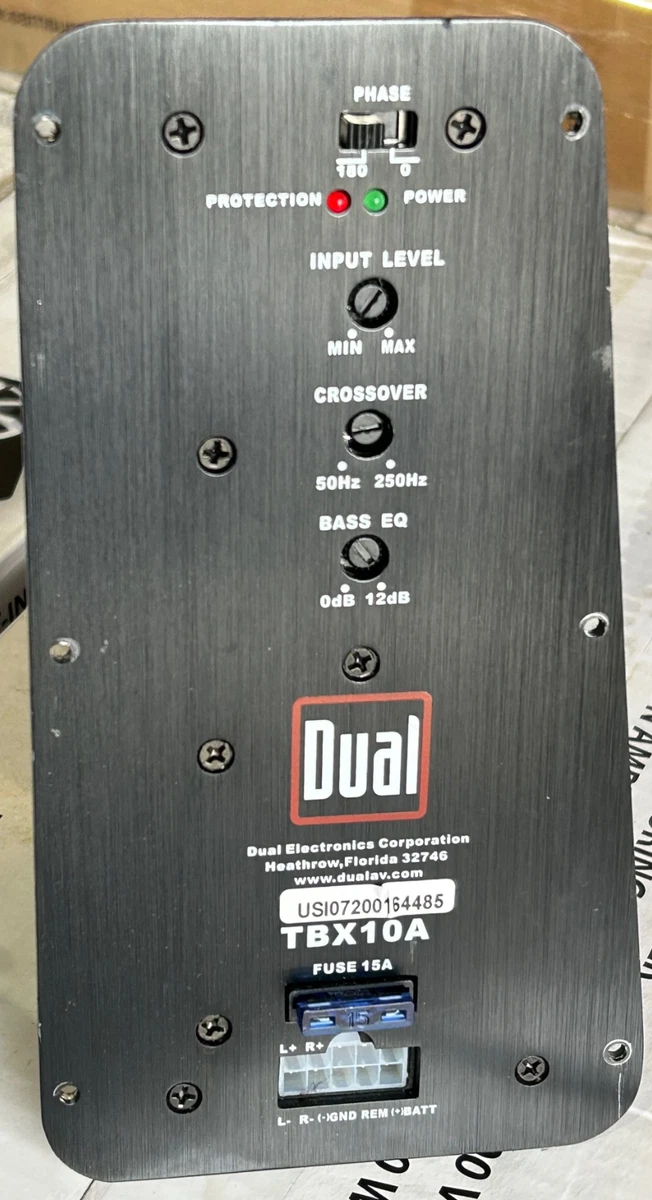 PHASE
180 0
PROTECTION POWER
INPUT LEVEL
MIN MAX
CROSSOVER
50Hz 250Hz
BASS EQ
0dB 12dB
Dual
Dual Electronics Corporation
Heathrow,Florida 32746
www.dualav.com
USI07200164485
TBX10A
FUSE 15A
15
L+ R+
L- R- (-)GND REM (+)BATT